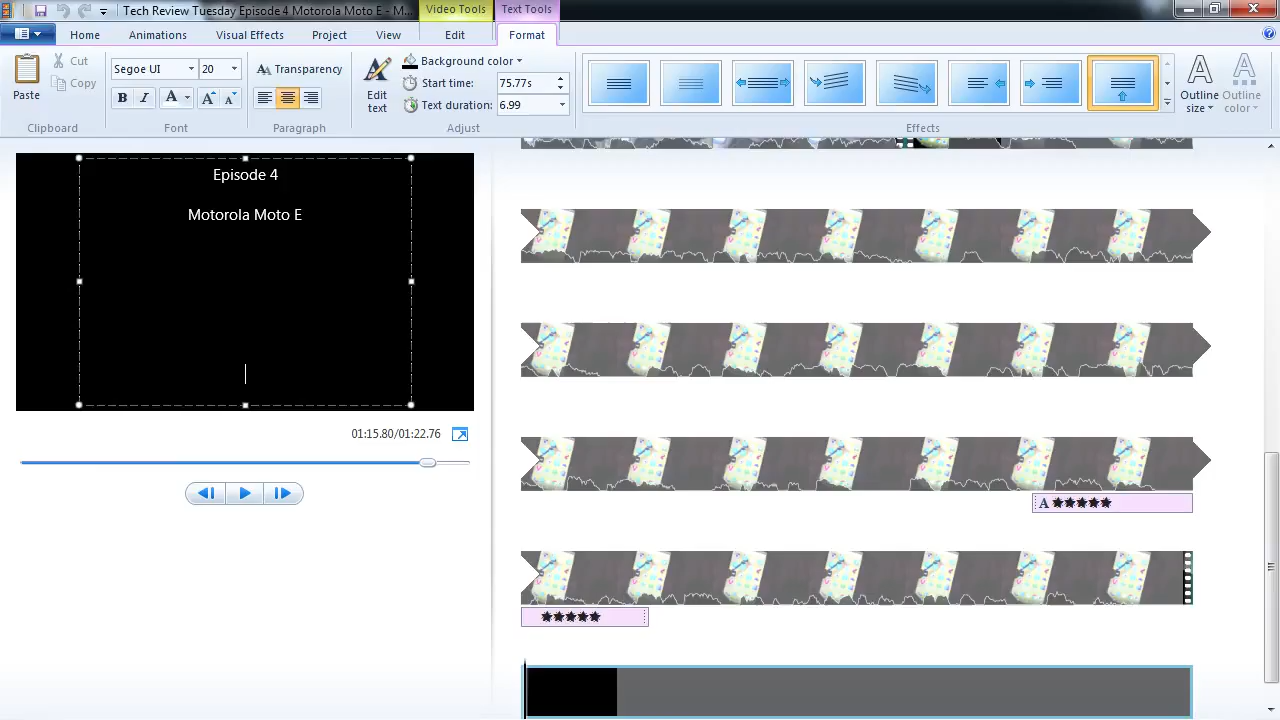 Tech Review Tuesday Episode 4 Motorola Moto E - M...
Video Tools
Text Tools
Home
Animations
Visual Effects
Project
View
Edit
Format
Paste
Cut
Copy
Clipboard
Segoe UI
20
B I A A A
Font
Transparency
Paragraph
Edit text
Background color
Start time: 75.77s
Text duration: 6.99
Adjust
Effects
Outline size
Outline color
Episode 4
Motorola Moto E
01:15.80/01:22.76
A ★★★★★
★★★★★